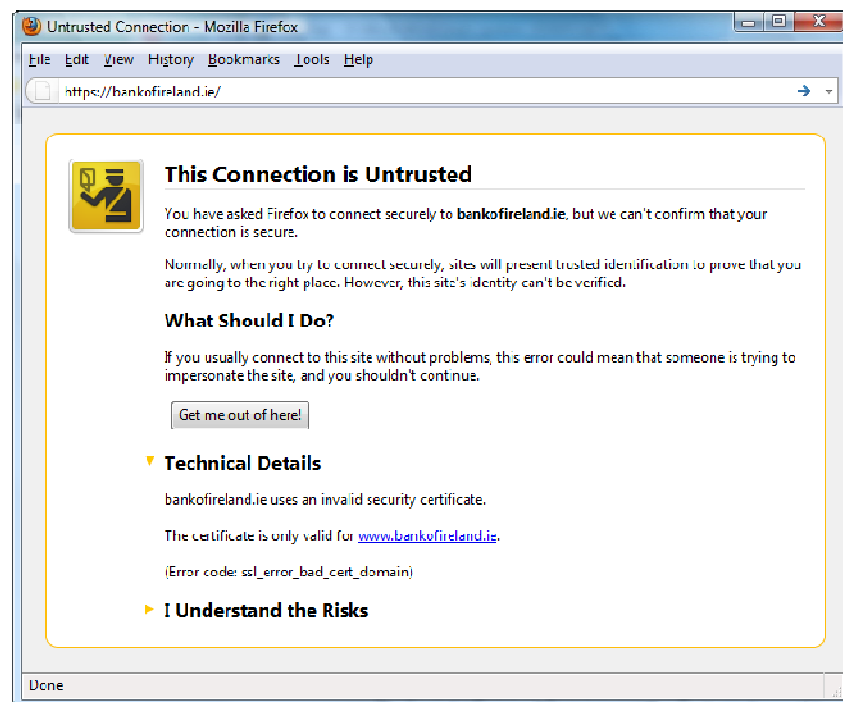 Untrusted Connection - Mozilla Firefox
File Edit View History Bookmarks Tools Help
https://bankofireland.ie/
This Connection is Untrusted
You have asked Firefox to connect securely to bankofireland.ie, but we can't confirm that your
connection is secure.
Normally, when you try to connect securely, sites will present trusted identification to prove that you
are going to the right place. However, this site's identity can't be verified.
What Should I Do?
If you usually connect to this site without problems, this error could mean that someone is trying to
impersonate the site, and you shouldn't continue.
Get me out of here!
Technical Details
bankofireland.ie uses an invalid security certificate.
The certificate is only valid for www.bankofireland.ie.
(Error code: ssl_error_bad_cert_domain)
I Understand the Risks
Done